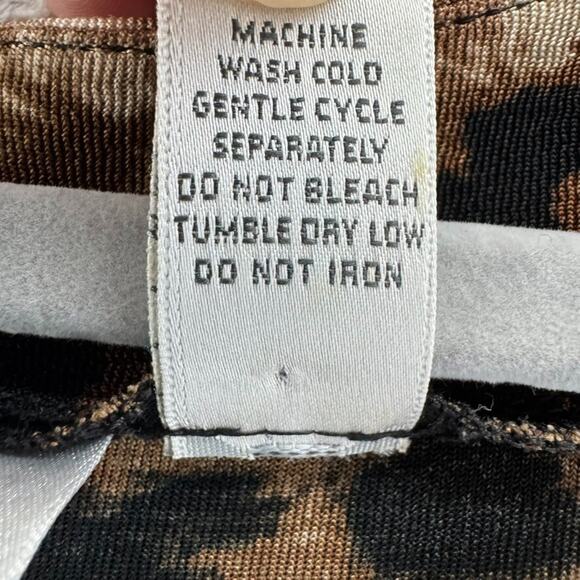 MACHINE
WASH COLD
GENTLE CYCLE
SEPARATELY
DO NOT BLEACH
TUMBLE DRY LOW
DO NOT IRON